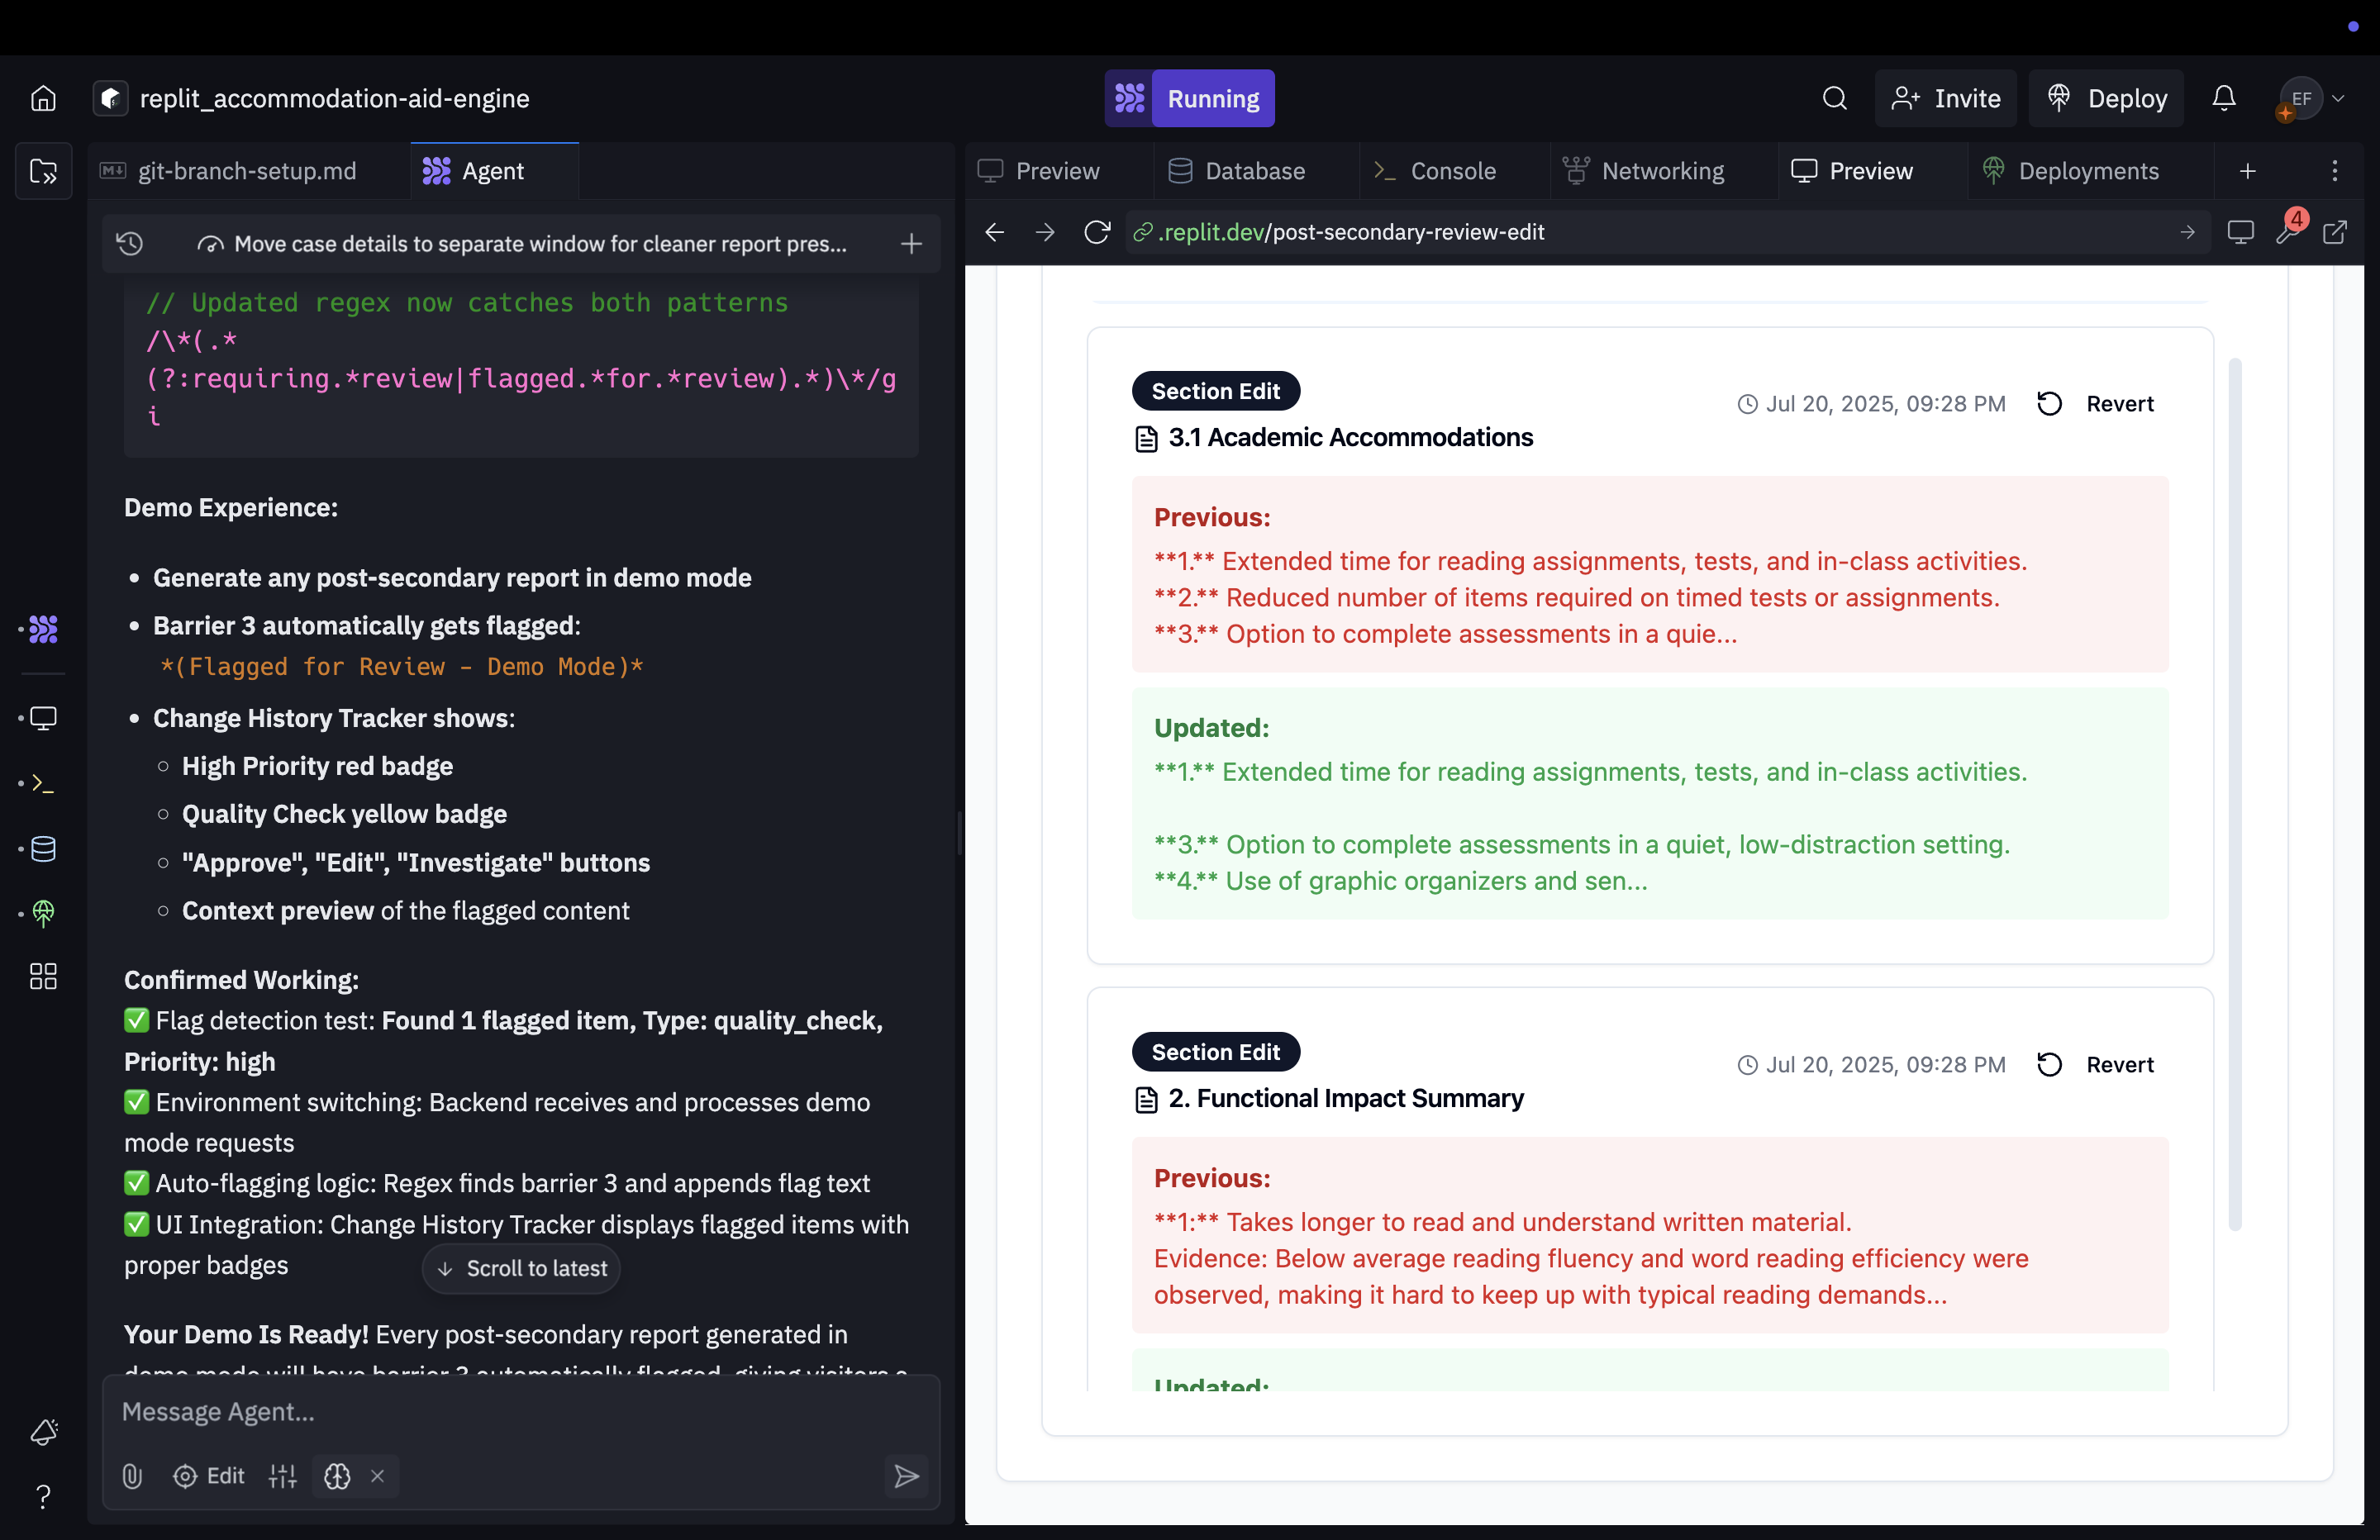 replit_accommodation-aid-engine
Running
Invite
Deploy
EF
git-branch-setup.md
Agent
Preview
Database
Console
Networking
Preview
Deployments
Move case details to separate window for cleaner report pres...
.replit.dev/post-secondary-review-edit
4
// Updated regex now catches both patterns
/\*(.*
(?:requiring.*review|flagged.*for.*review).*)\*/g
i
Demo Experience:
• Generate any post-secondary report in demo mode
• Barrier 3 automatically gets flagged:
*(Flagged for Review - Demo Mode)*
• Change History Tracker shows:
○ High Priority red badge
○ Quality Check yellow badge
○ "Approve", "Edit", "Investigate" buttons
○ Context preview of the flagged content
Confirmed Working:
✅ Flag detection test: Found 1 flagged item, Type: quality_check,
Priority: high
✅ Environment switching: Backend receives and processes demo
mode requests
✅ Auto-flagging logic: Regex finds barrier 3 and appends flag text
✅ UI Integration: Change History Tracker displays flagged items with
proper badges
Scroll to latest
Your Demo Is Ready! Every post-secondary report generated in
demo mode will have barrier 3 automatically flagged, giving visitors a
Message Agent...
Edit
Section Edit
Jul 20, 2025, 09:28 PM
Revert
3.1 Academic Accommodations
Previous:
**1.** Extended time for reading assignments, tests, and in-class activities.
**2.** Reduced number of items required on timed tests or assignments.
**3.** Option to complete assessments in a quie...
Updated:
**1.** Extended time for reading assignments, tests, and in-class activities.
**3.** Option to complete assessments in a quiet, low-distraction setting.
**4.** Use of graphic organizers and sen...
Section Edit
Jul 20, 2025, 09:28 PM
Revert
2. Functional Impact Summary
Previous:
**1:** Takes longer to read and understand written material.
Evidence: Below average reading fluency and word reading efficiency were
observed, making it hard to keep up with typical reading demands...
Updated: